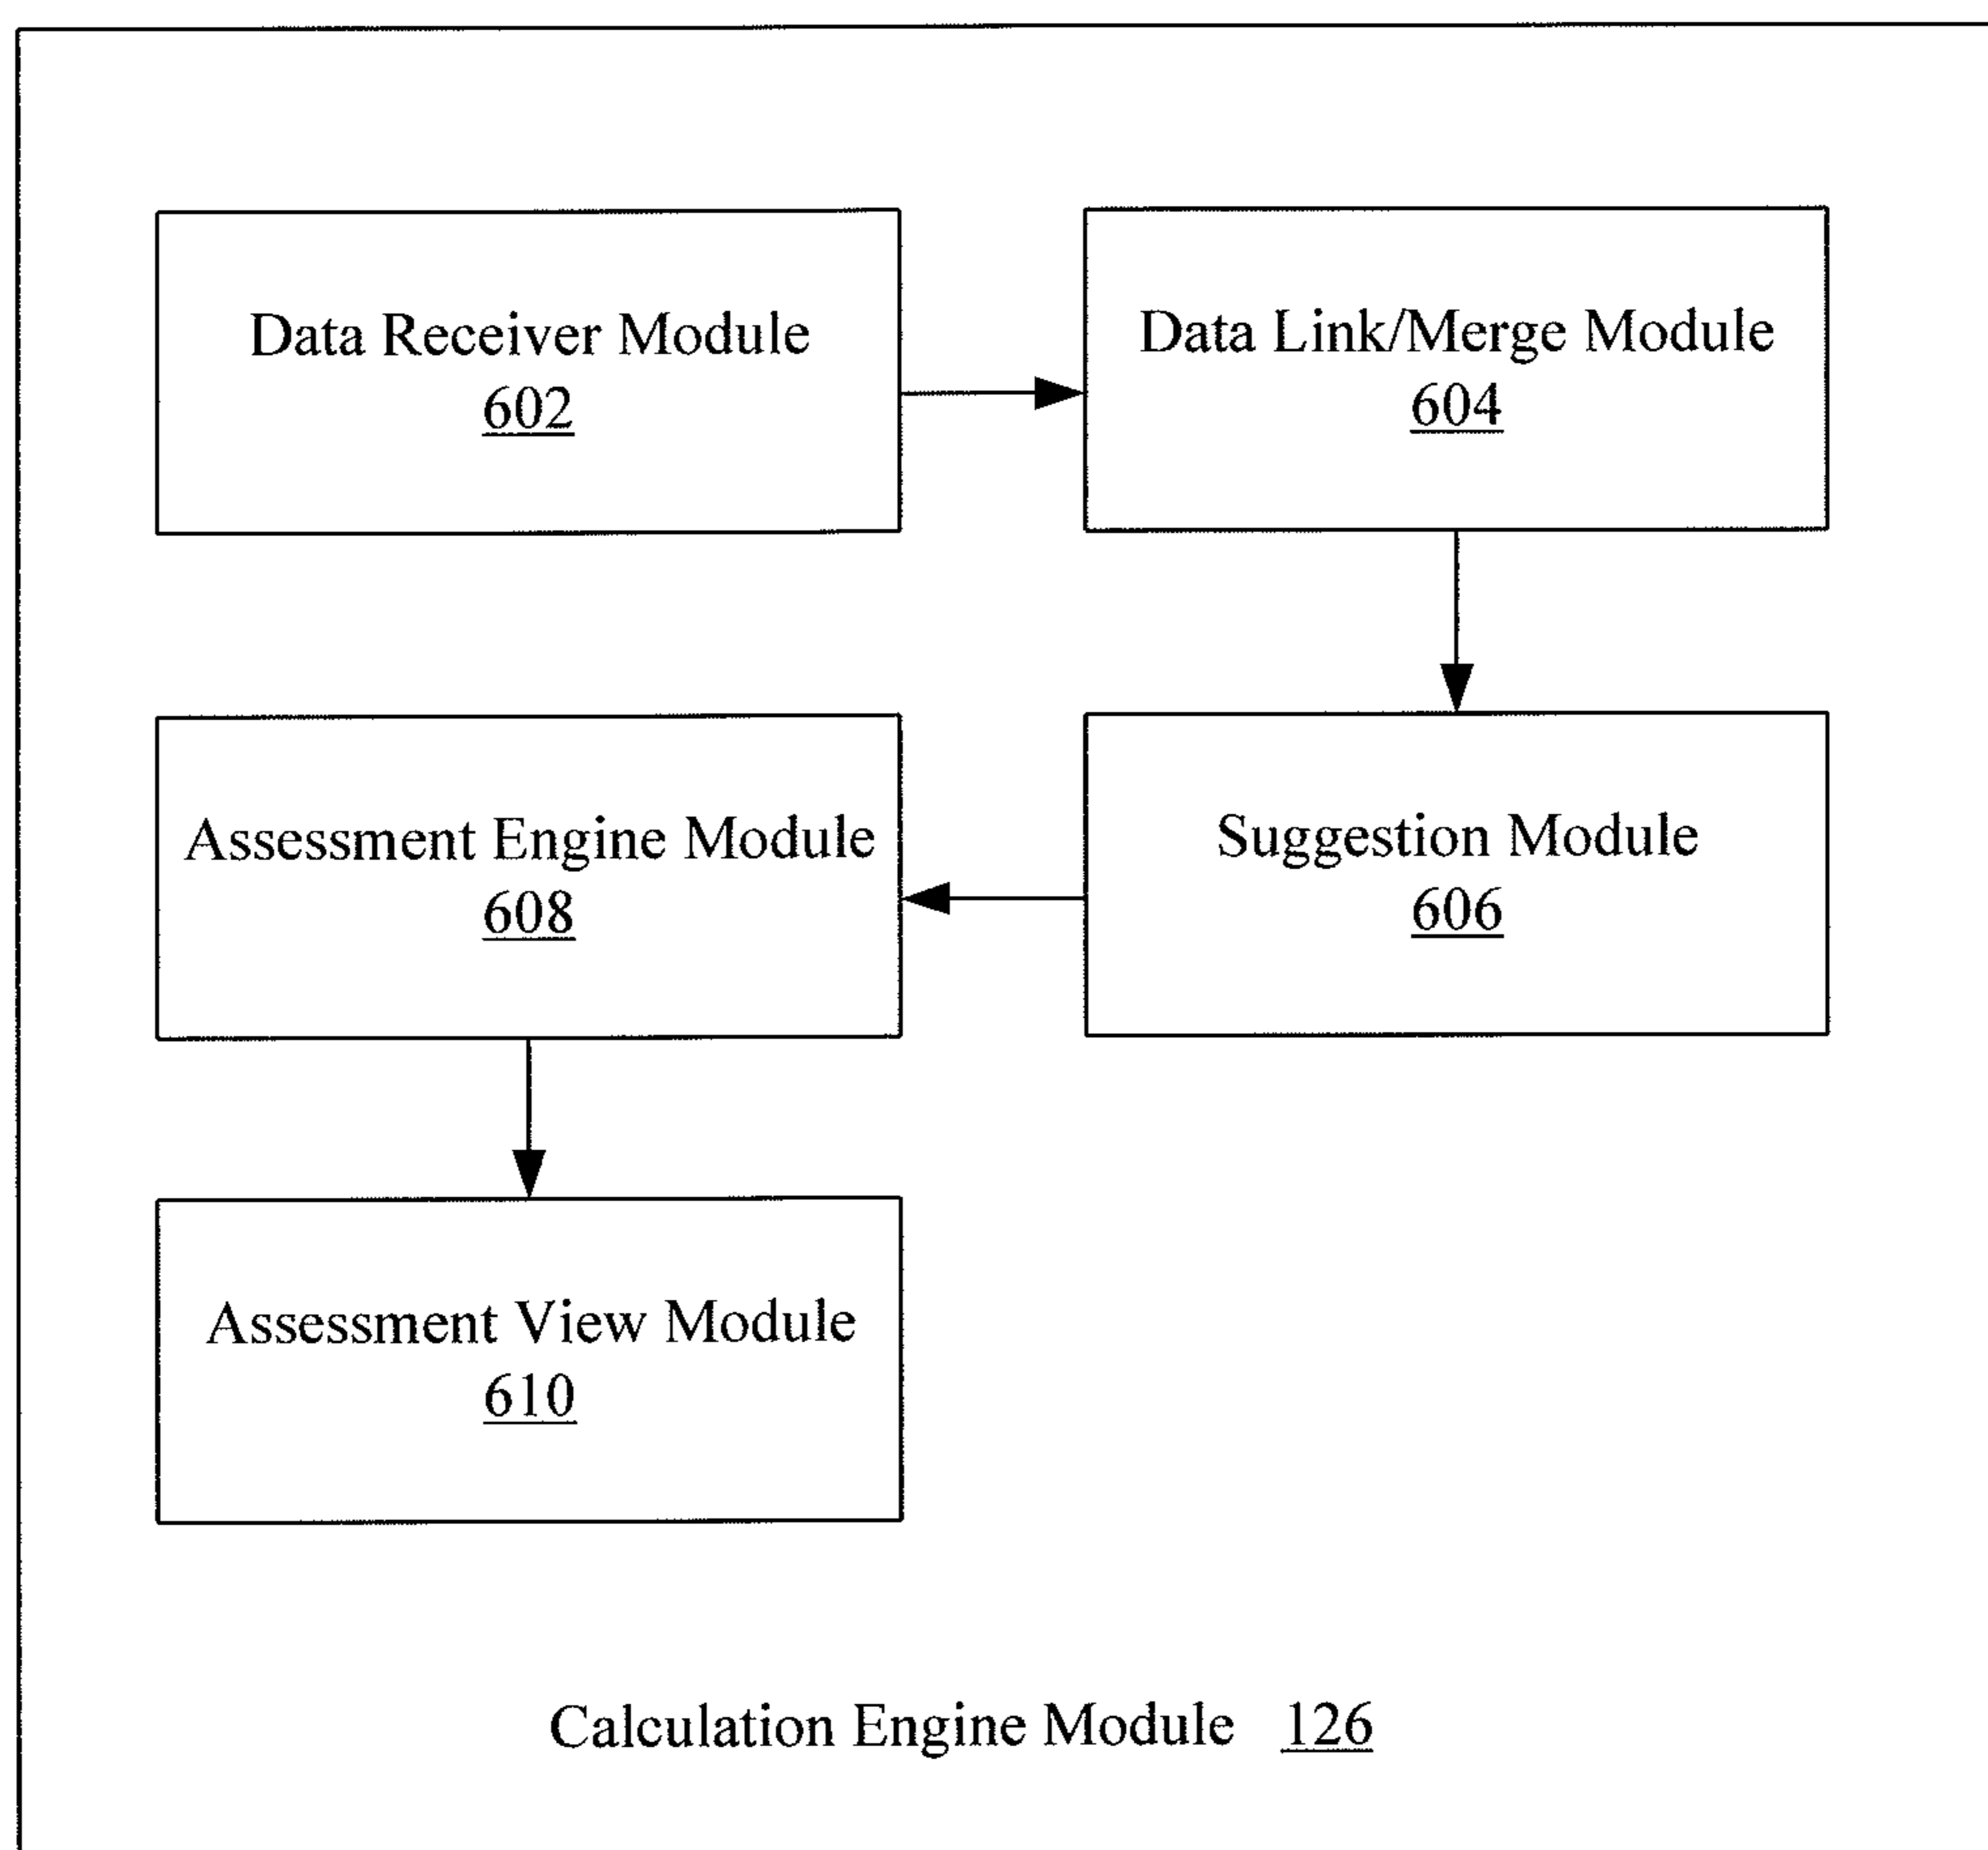 Data Receiver Module
602
Data Link/Merge Module
604
Assessment Engine Module
608
Suggestion Module
606
Assessment View Module
610
Calculation Engine Module 126